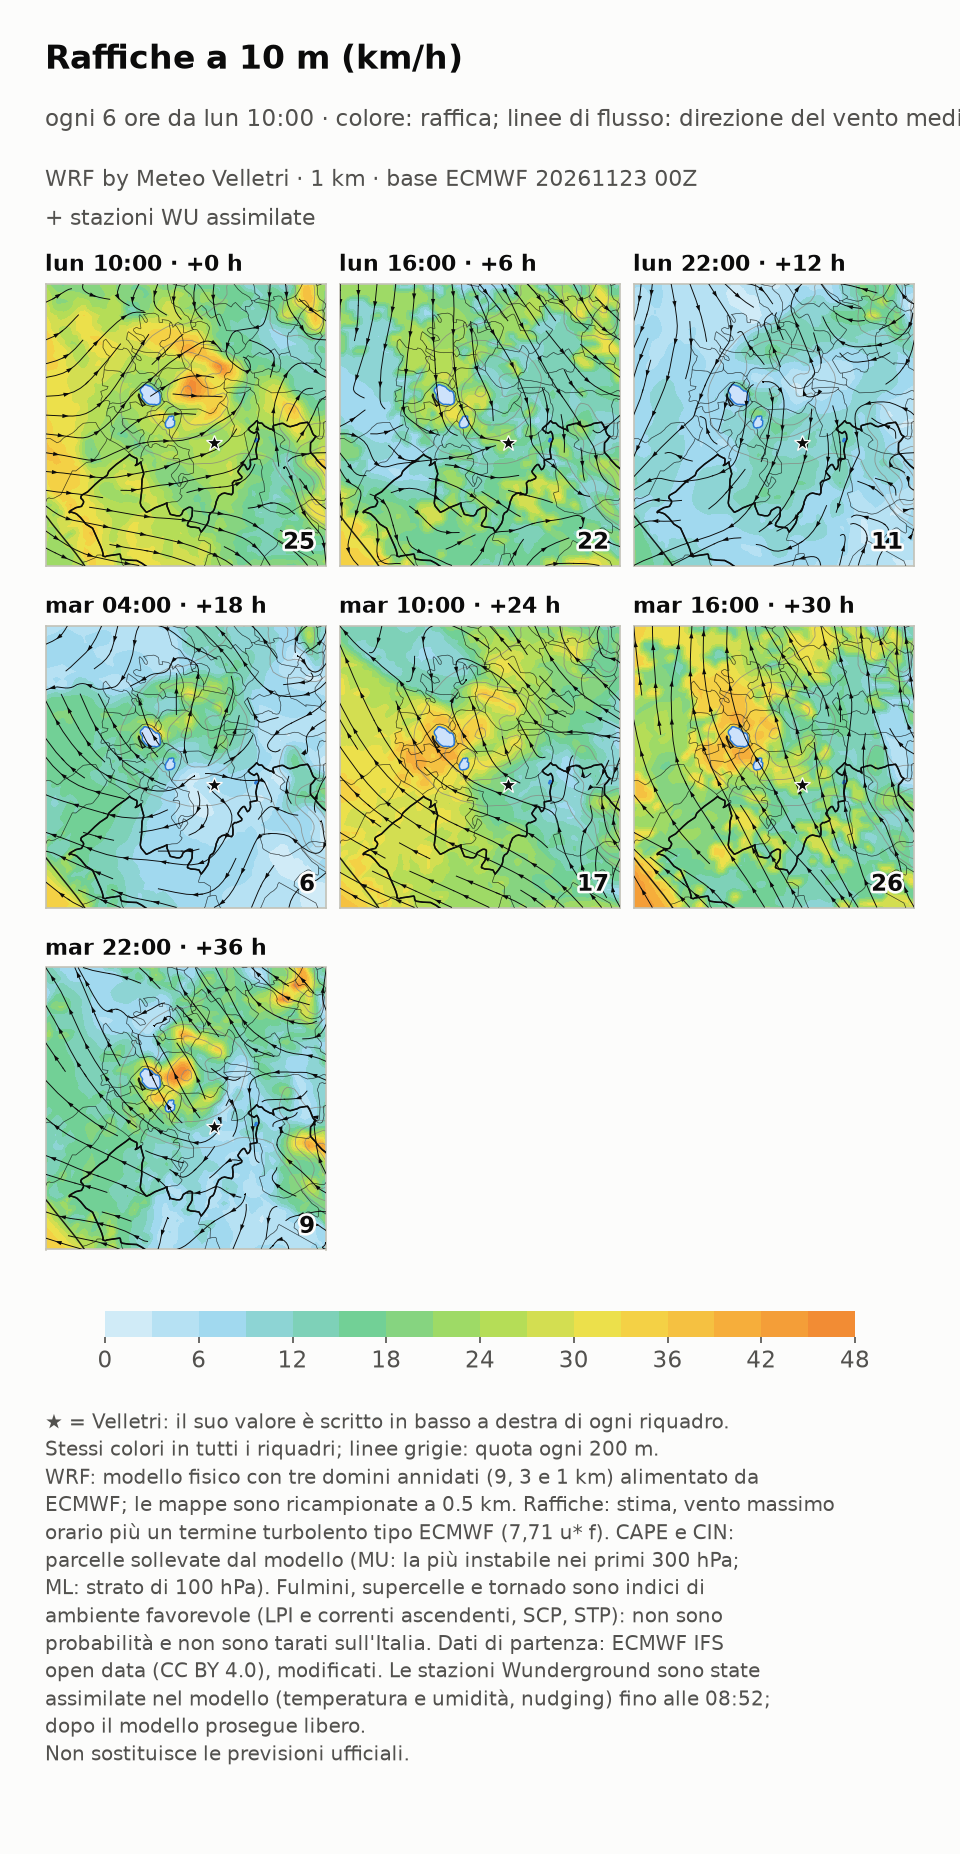 Raffiche a 10 m (km/h)
ogni 6 ore da lun 10:00 · colore: raffica; linee di flusso: direzione del vento medi
WRF by Meteo Velletri · 1 km · base ECMWF 20261123 00Z
+ stazioni WU assimilate
lun 10:00 · +0 h
lun 16:00 · +6 h
lun 22:00 · +12 h
25
22
11
mar 04:00 · +18 h
mar 10:00 · +24 h
mar 16:00 · +30 h
6
17
26
mar 22:00 · +36 h
9
0 6 12 18 24 30 36 42 48
★ = Velletri: il suo valore è scritto in basso a destra di ogni riquadro.
Stessi colori in tutti i riquadri; linee grigie: quota ogni 200 m.
WRF: modello fisico con tre domini annidati (9, 3 e 1 km) alimentato da
ECMWF; le mappe sono ricampionate a 0.5 km. Raffiche: stima, vento massimo
orario più un termine turbolento tipo ECMWF (7,71 u* f). CAPE e CIN:
parcelle sollevate dal modello (MU: la più instabile nei primi 300 hPa;
ML: strato di 100 hPa). Fulmini, supercelle e tornado sono indici di
ambiente favorevole (LPI e correnti ascendenti, SCP, STP): non sono
probabilità e non sono tarati sull'Italia. Dati di partenza: ECMWF IFS
open data (CC BY 4.0), modificati. Le stazioni Wunderground sono state
assimilate nel modello (temperatura e umidità, nudging) fino alle 08:52;
dopo il modello prosegue libero.
Non sostituisce le previsioni ufficiali.